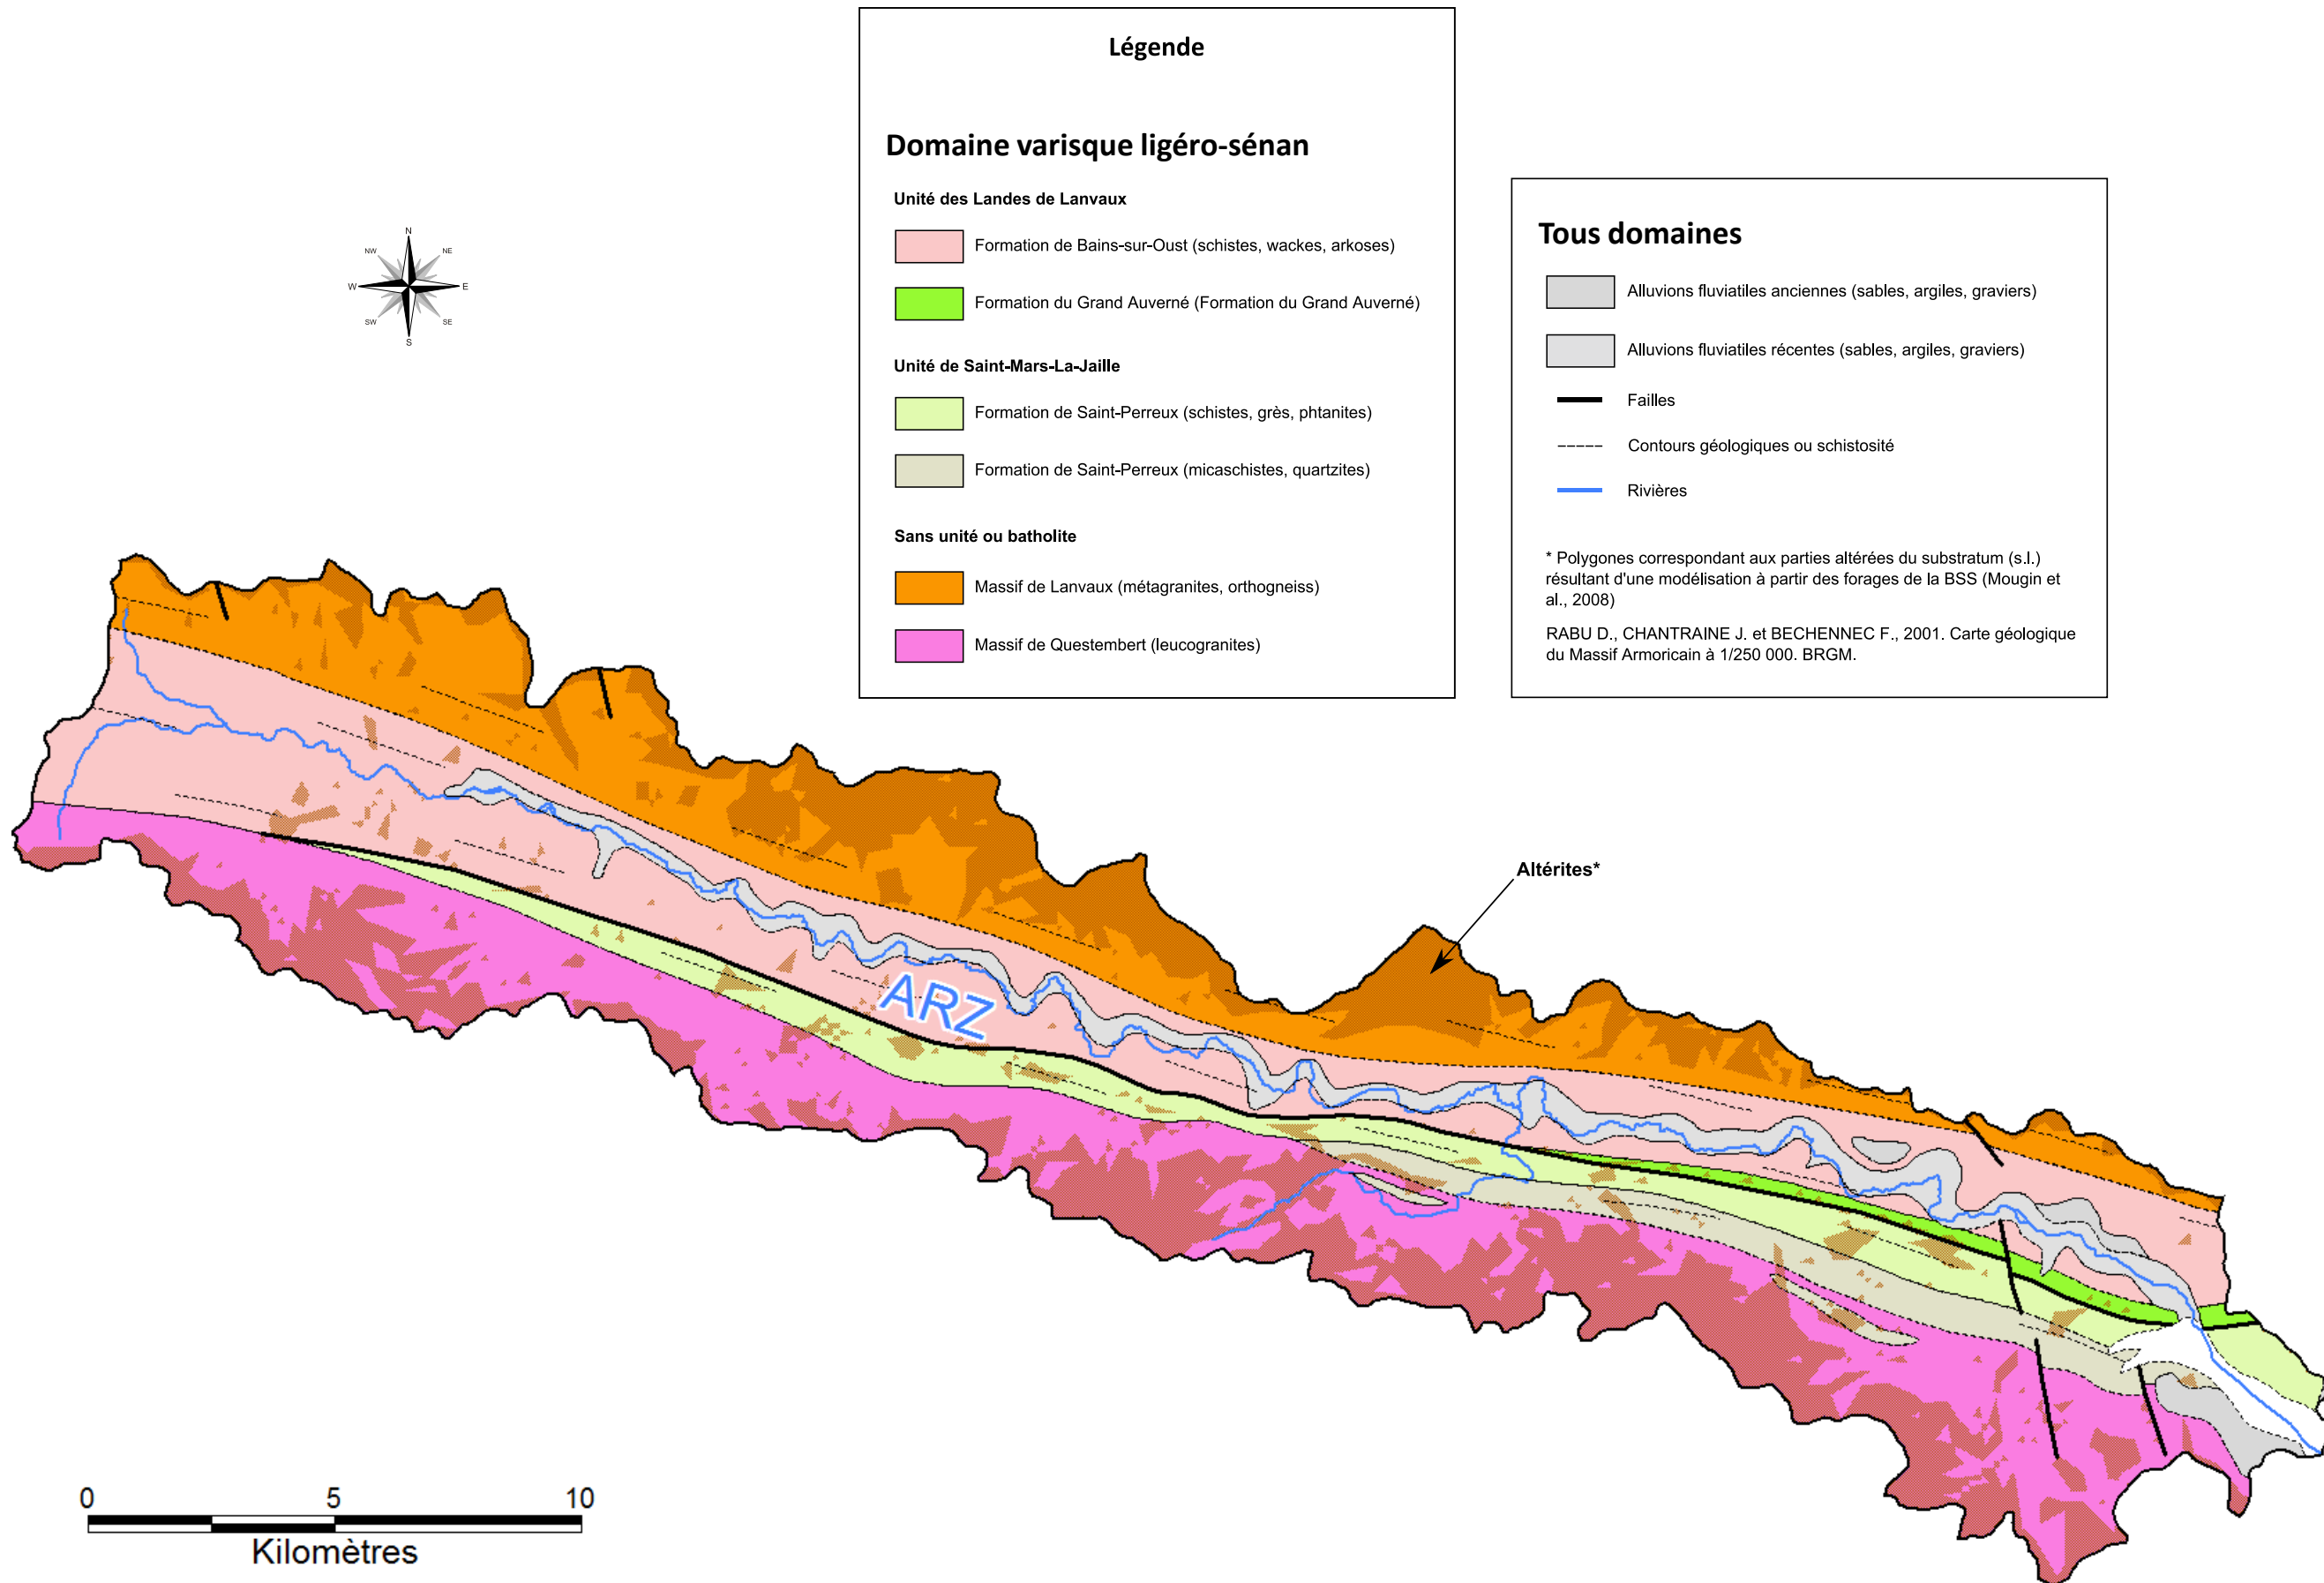 Légende
Domaine varisque ligéro-sénan
Unité des Landes de Lanvaux
Formation de Bains-sur-Oust (schistes, wackes, arkoses)
Formation du Grand Auverné (Formation du Grand Auverné)
Unité de Saint-Mars-La-Jaille
Formation de Saint-Perreux (schistes, grès, phtanites)
Formation de Saint-Perreux (micaschistes, quartzites)
Sans unité ou batholite
Massif de Lanvaux (métagranites, orthogneiss)
Massif de Questembert (leucogranites)
Tous domaines
Alluvions fluviatiles anciennes (sables, argiles, graviers)
Alluvions fluviatiles récentes (sables, argiles, graviers)
Failles
Contours géologiques ou schistosité
Rivières
* Polygones correspondant aux parties altérées du substratum (s.l.)
résultant d'une modélisation à partir des forages de la BSS (Mougin et
al., 2008)
RABU D., CHANTRAINE J. et BECHENNEC F., 2001. Carte géologique
du Massif Armoricain à 1/250 000. BRGM.
N
NW NE
W E
SW SE
S
Altérites*
ARZ
0 5 10
Kilomètres